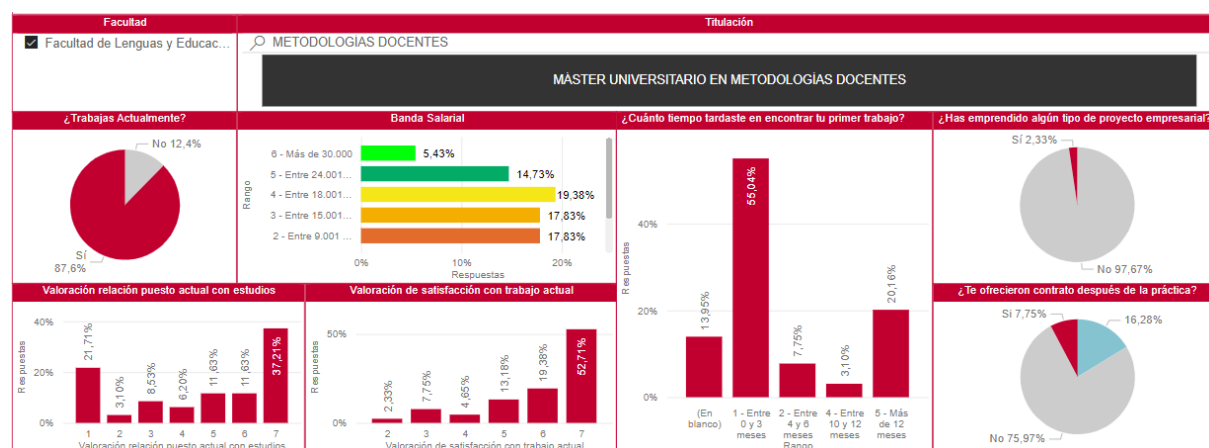 Facultad
Titulación
Facultad de Lenguas y Educac...
METODOLOGIAS DOCENTES
MÀSTER UNIVERSITARIO EN METODOLOGÍAS DOCENTES
¿Trabajas Actualmente?
No 12,4%
Sí
87,6%
Banda Salarial
Rango
6 - Más de 30.000
5,43%
5 - Entre 24.001...
14,73%
4 - Entre 18.001...
19,38%
3 - Entre 15.001...
17,83%
2 - Entre 9.001 ...
17,83%
0%
10%
20%
Respuestas
¿Cuánto tiempo tardaste en encontrar tu primer trabajo?
Respuestas
40%
20%
0%
13,95%
55,04%
7,75%
3,10%
20,16%
(En
blanco)
1 - Entre
0 y 3
meses
2 - Entre
4 y 6
meses
4 - Entre
10 y 12
meses
5 - Más
de 12
meses
Rango
¿Has emprendido algún tipo de proyecto empresarial?
Sí 2,33%
No 97,67%
Valoración relación puesto actual con estudios
Respuestas
40%
20%
0%
21,71%
3,10%
8,53%
6,20%
11,63%
11,63%
37,21%
1
2
3
4
5
6
7
Valoración relación puesto actual con estudios
Valoración de satisfacción con trabajo actual
Respuestas
50%
0%
2,33%
7,75%
4,65%
13,18%
19,38%
52,71%
2
3
4
5
6
7
Valoración de satisfacción con trabajo actual
¿Te ofrecieron contrato después de la práctica?
Si 7,75%
16,28%
No 75,97%